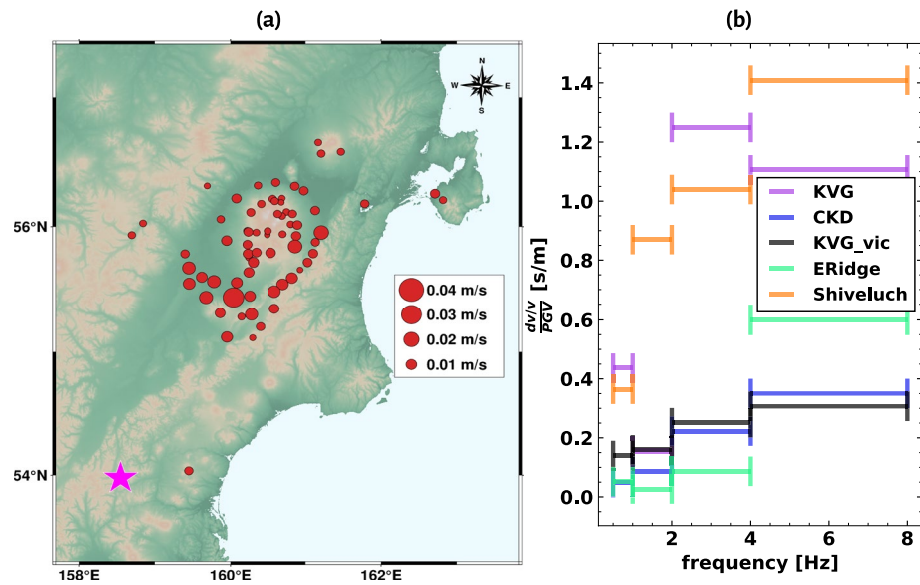 (a)
N
W E
S
56°N
54°N
158°E 160°E 162°E
0.04 m/s
0.03 m/s
0.02 m/s
0.01 m/s
(b)
1.4
1.2
1.0
0.8
0.6
0.4
0.2
0.0
dv/v
PGV [s/m]
2 4 6 8
frequency [Hz]
KVG
CKD
KVG_vic
ERidge
Shiveluch